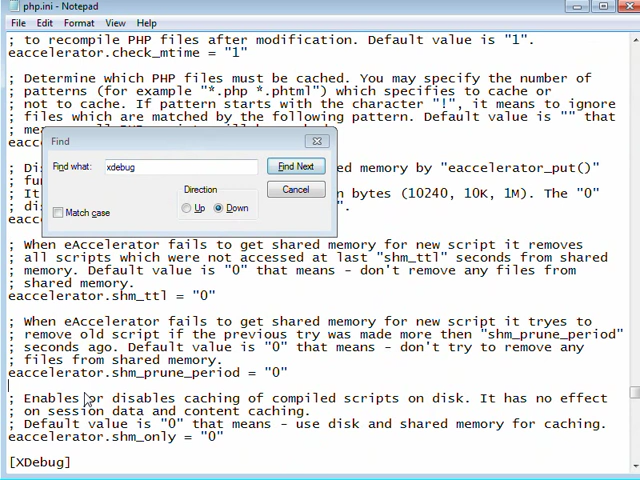 php.ini - Notepad
File Edit Format View Help
; to recompile PHP files after modification. Default value is "1".
eaccelerator.check_mtime = "1"
; Determine which PHP files must be cached. You may specify the number of
; patterns (for example "*.php *.phtml") which specifies to cache or
; not to cache. If pattern starts with the character "!", it means to ignore
; files which are matched by the following pattern. Default value is "" that
; mea
eacc
Find
Find what: xdebug
Find Next
Cancel
Direction
Up Down
Match case
; Dis d memory by "eaccelerator_put()"
; fun
; It n bytes (10240, 10K, 1M). The "0"
; dis ".
eacc
; When eAccelerator fails to get shared memory for new script it removes
; all scripts which were not accessed at last "shm_ttl" seconds from shared
; memory. Default value is "0" that means - don't remove any files from
; shared memory.
eaccelerator.shm_ttl = "0"
; When eAccelerator fails to get shared memory for new script it tryes to
; remove old script if the previous try was made more then "shm_prune_period"
; seconds ago. Default value is "0" that means - don't try to remove any
; files from shared memory.
eaccelerator.shm_prune_period = "0"
; Enables or disables caching of compiled scripts on disk. It has no effect
; on session data and content caching.
; Default value is "0" that means - use disk and shared memory for caching.
eaccelerator.shm_only = "0"
[XDebug]